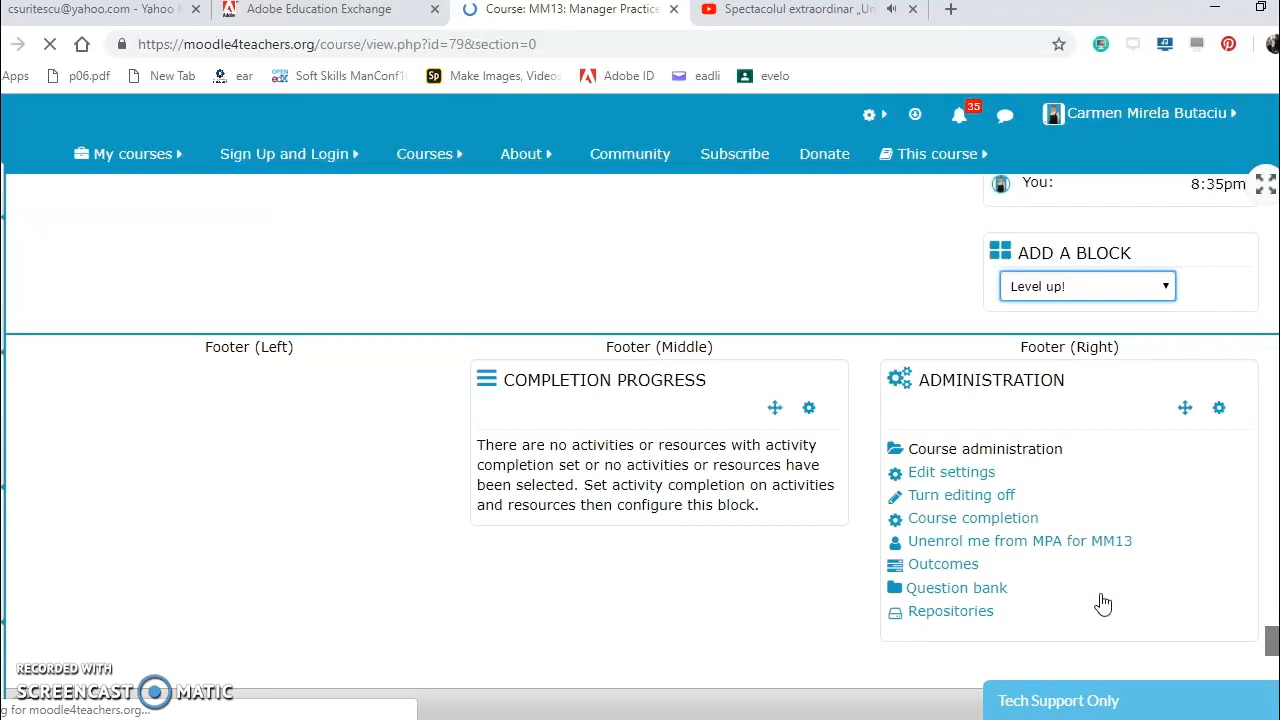 csuritescu@yahoo.com - Yahoo
Adobe Education Exchange
Course: MM13: Manager Practice
Spectacolul extraordinar „Un
https://moodle4teachers.org/course/view.php?id=79&section=0
Apps
p06.pdf
New Tab
ear
Soft Skills ManConf1
Make Images, Videos
Adobe ID
eadli
evelo
35
Carmen Mirela Butaciu
My courses
Sign Up and Login
Courses
About
Community
Subscribe
Donate
This course
You:
8:35pm
ADD A BLOCK
Level up!
Footer (Left)
Footer (Middle)
Footer (Right)
COMPLETION PROGRESS
There are no activities or resources with activity
completion set or no activities or resources have
been selected. Set activity completion on activities
and resources then configure this block.
ADMINISTRATION
Course administration
Edit settings
Turn editing off
Course completion
Unenrol me from MPA for MM13
Outcomes
Question bank
Repositories
RECORDED WITH
SCREENCAST MATIC
g for moodle4teachers.org...
Tech Support Only